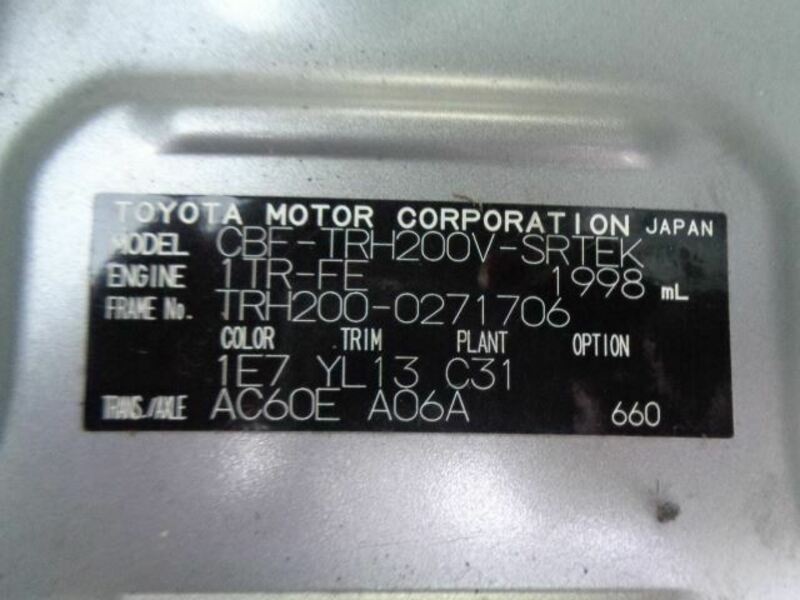 TOYOTA MOTOR CORPORATION JAPAN
MODEL CBF-TRH200V-SRTEK
ENGINE 1TR-FE 1998 mL
FRAME No. TRH200-0271706
COLOR TRIM PLANT OPTION
1E7 YL13 C31
TRANS./AXLE AC60E A06A 660